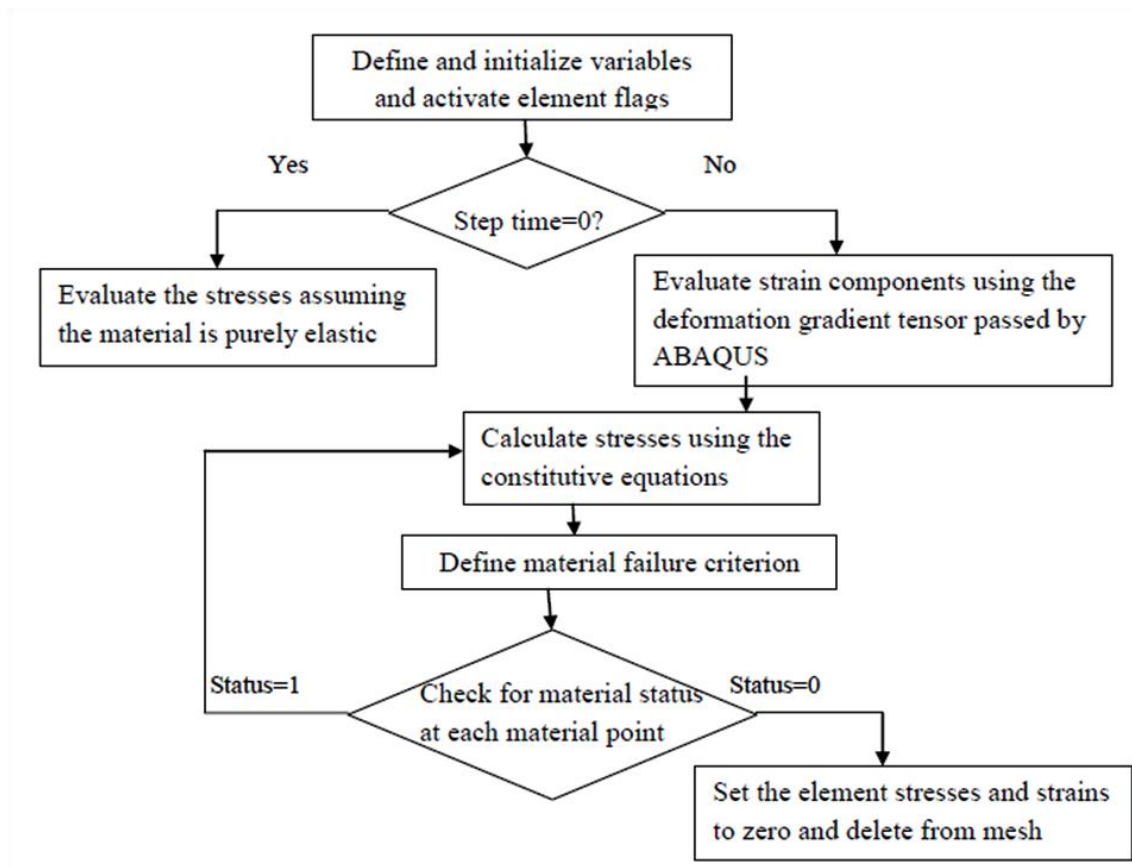 Define and initialize variables
and activate element flags
Yes
No
Step time=0?
Evaluate the stresses assuming
the material is purely elastic
Evaluate strain components using the
deformation gradient tensor passed by
ABAQUS
Calculate stresses using the
constitutive equations
Define material failure criterion
Status=1
Check for material status
at each material point
Status=0
Set the element stresses and strains
to zero and delete from mesh